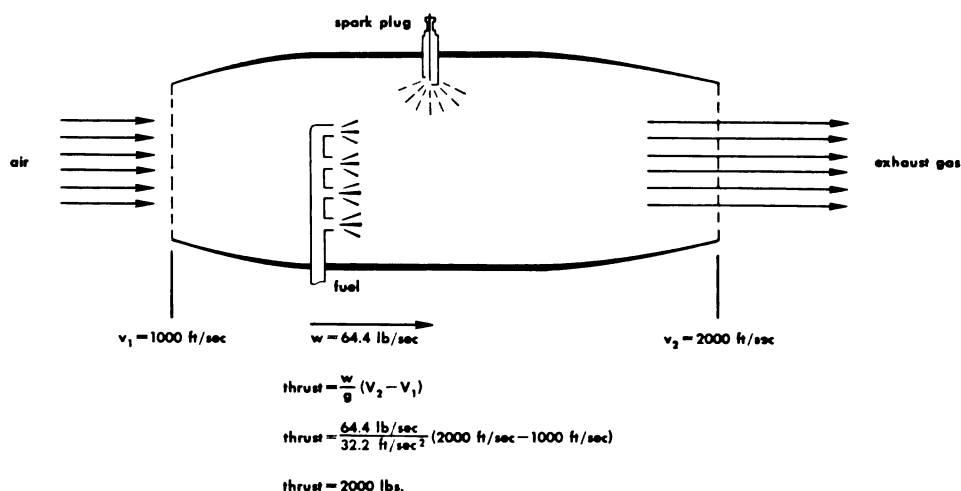 spark plug
air
exhaust gas
fuel
v₁ = 1000 ft/sec
w = 64.4 lb/sec
v₂ = 2000 ft/sec
thrust = w/g (V₂ − V₁)
thrust = 64.4 lb/sec / 32.2 ft/sec² (2000 ft/sec − 1000 ft/sec)
thrust = 2000 lbs.